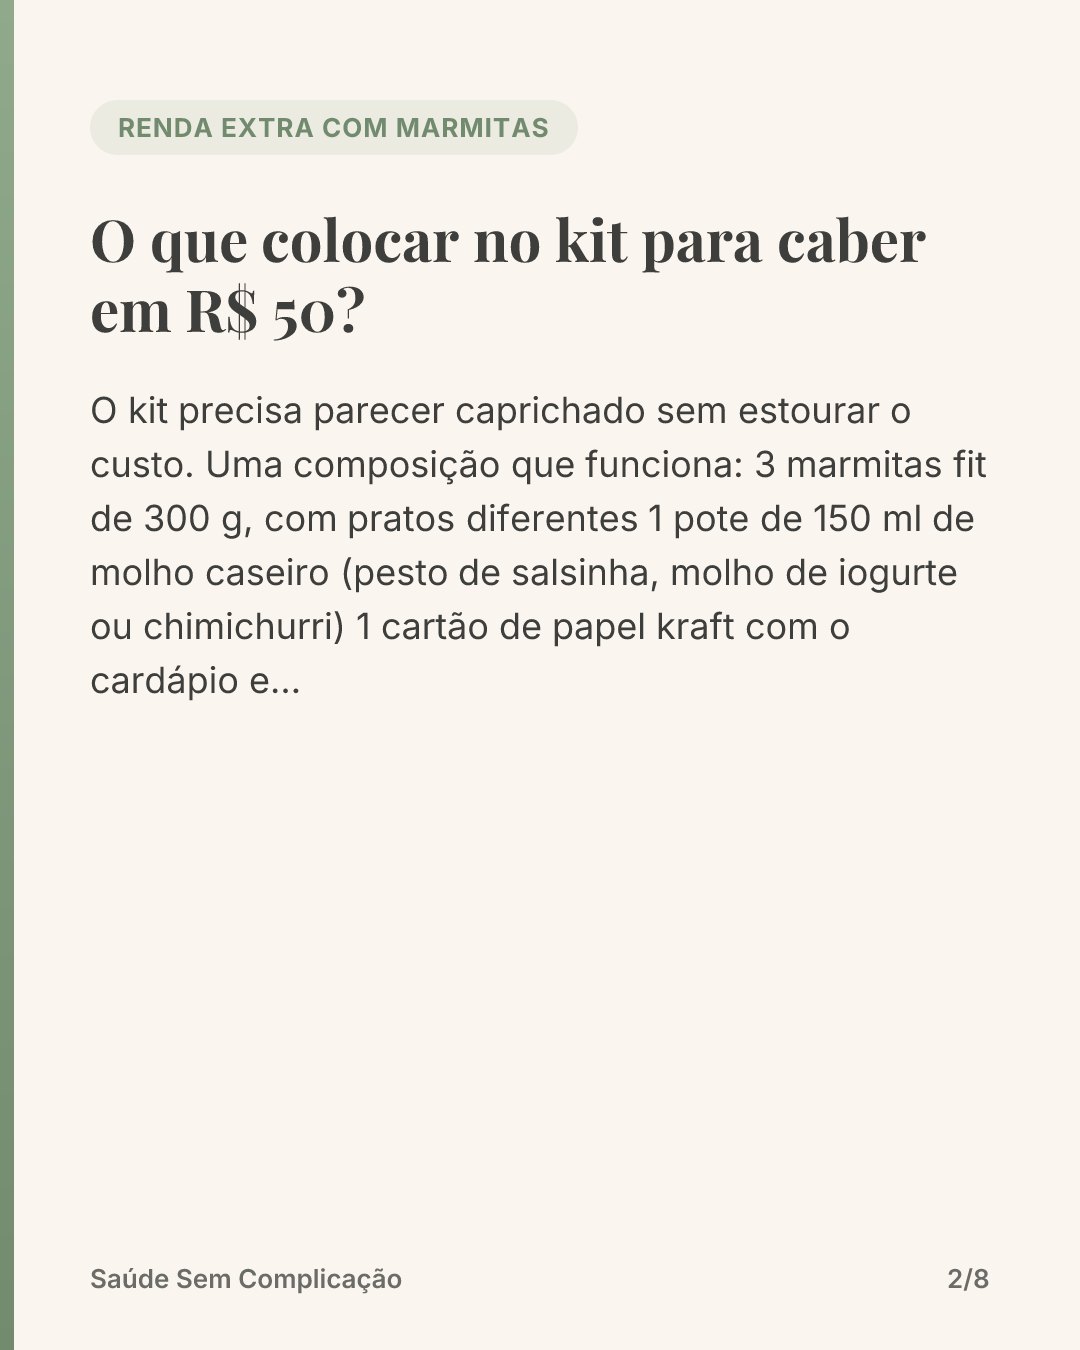 RENDA EXTRA COM MARMITAS
O que colocar no kit para caber
em R$ 50?
O kit precisa parecer caprichado sem estourar o
custo. Uma composição que funciona: 3 marmitas fit
de 300 g, com pratos diferentes 1 pote de 150 ml de
molho caseiro (pesto de salsinha, molho de iogurte
ou chimichurri) 1 cartão de papel kraft com o
cardápio e...
Saúde Sem Complicação
2/8